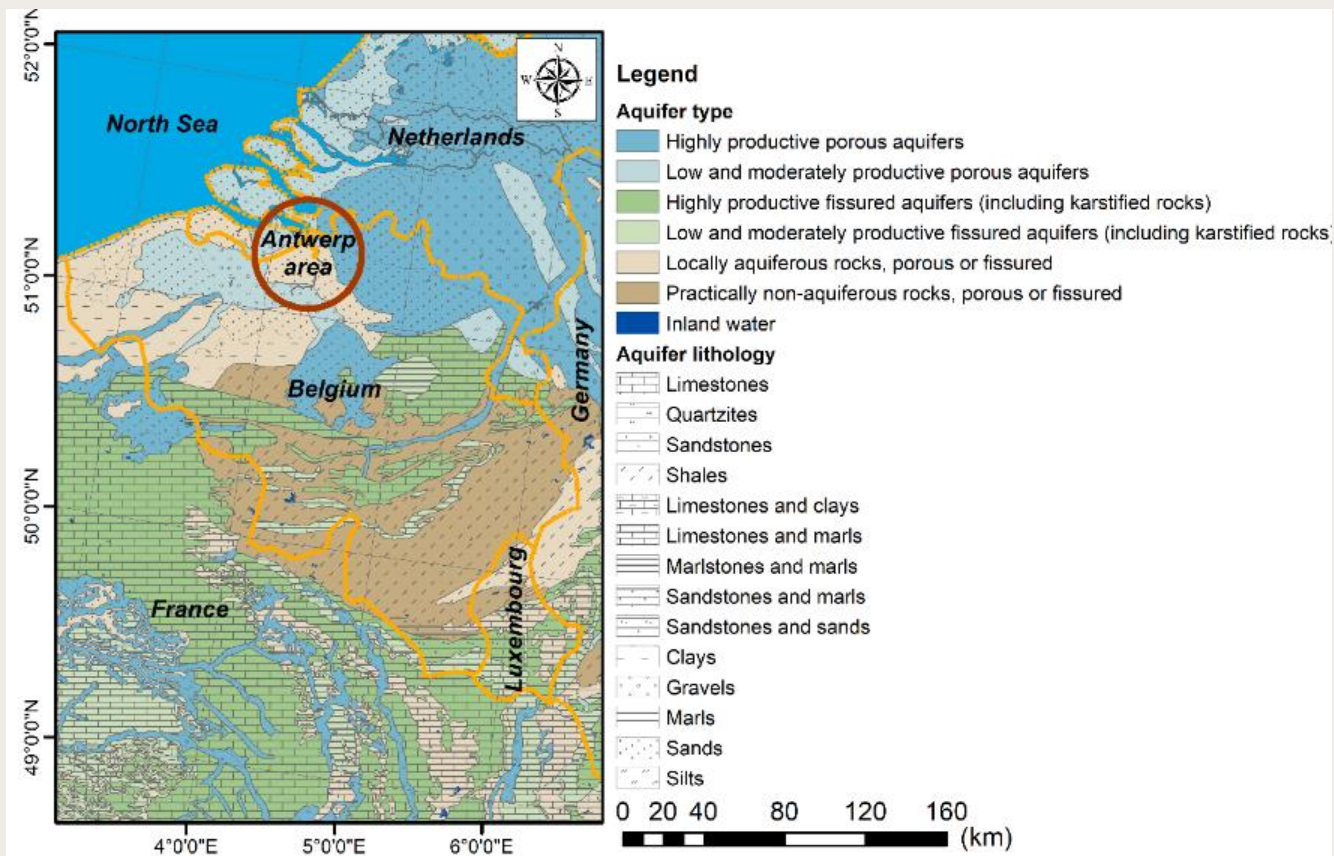 52°0'0"N
51°0'0"N
50°0'0"N
49°0'0"N
North Sea
N
W E
S
Netherlands
Antwerp
area
Belgium
Germany
France
Luxembourg
4°0'0"E
5°0'0"E
6°0'0"E
Legend
Aquifer type
Highly productive porous aquifers
Low and moderately productive porous aquifers
Highly productive fissured aquifers (including karstified rocks)
Low and moderately productive fissured aquifers (including karstified rocks)
Locally aquiferous rocks, porous or fissured
Practically non-aquiferous rocks, porous or fissured
Inland water
Aquifer lithology
Limestones
Quartzites
Sandstones
Shales
Limestones and clays
Limestones and marls
Marlstones and marls
Sandstones and marls
Sandstones and sands
Clays
Gravels
Marls
Sands
Silts
0 20 40 80 120 160
(km)